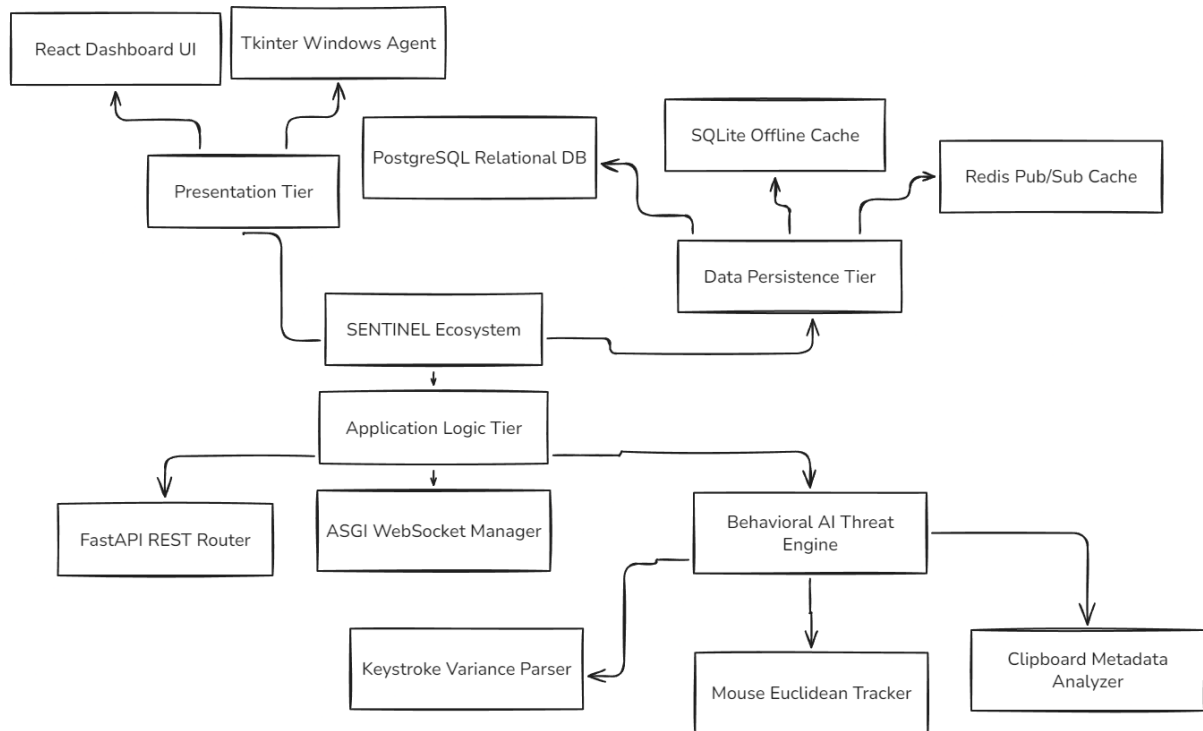 React Dashboard UI
Tkinter Windows Agent
SQLite Offline Cache
PostgreSQL Relational DB
Redis Pub/Sub Cache
Presentation Tier
Data Persistence Tier
SENTINEL Ecosystem
Application Logic Tier
FastAPI REST Router
ASGI WebSocket Manager
Behavioral AI Threat
Engine
Keystroke Variance Parser
Mouse Euclidean Tracker
Clipboard Metadata
Analyzer